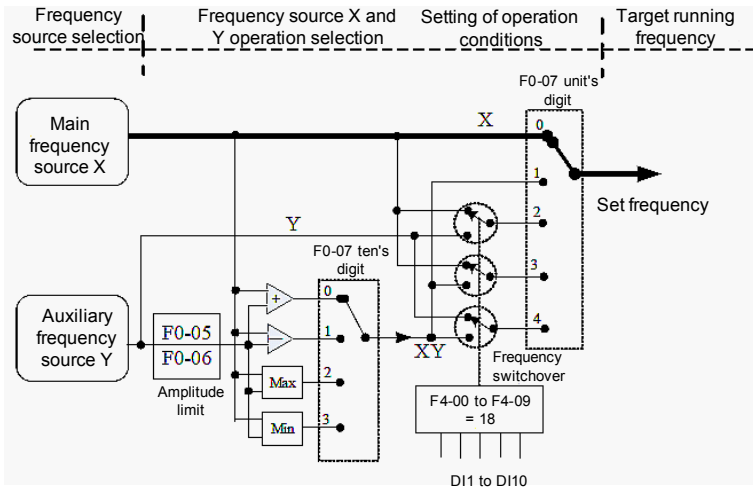 Frequency
source selection
Frequency source X and
Y operation selection
Setting of operation
conditions
Target running
frequency
F0-07 unit's
digit
Main
frequency
source X
X
0
1
2
3
4
Set frequency
Y
F0-07 ten's
digit
Auxiliary
frequency
source Y
F0-05
F0-06
Amplitude
limit
+
−
Max
Min
0
1
2
3
XY
Frequency
switchover
F4-00 to F4-09
= 18
DI1 to DI10